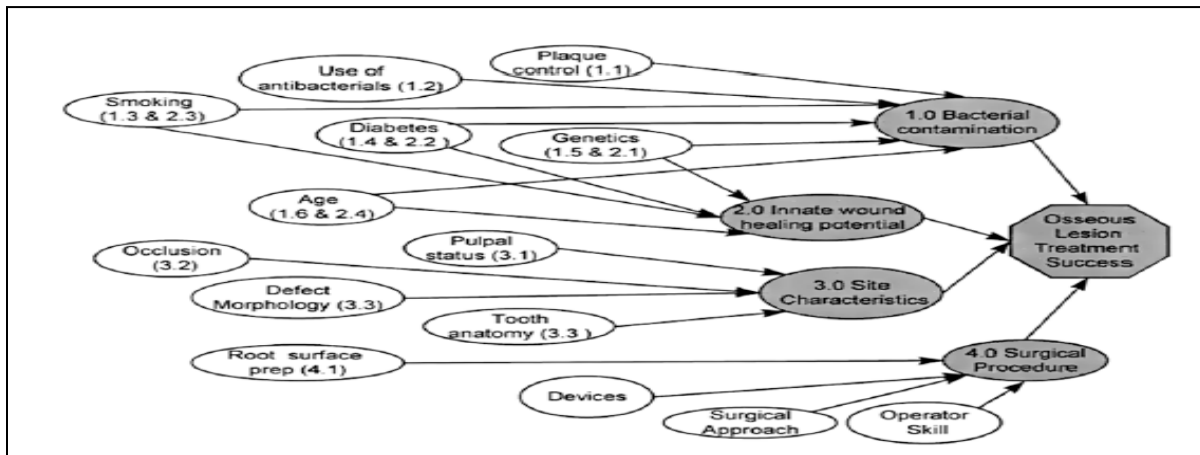 Plaque
control (1.1)
Use of
antibacterials (1.2)
Smoking
(1.3 & 2.3)
Diabetes
(1.4 & 2.2 )
Genetics
(1.5 & 2.1)
1.0 Bacterial
contamination
Age
(1.6 & 2.4)
2.0 Innate wound
healing potential
Osseous
Lesion
Treatment
Success
Pulpal
status (3.1)
Occlusion
(3.2)
Defect
Morphology (3.3)
3.0 Site
Characteristics
Tooth
anatomy (3.3 )
Root surface
prep (4.1)
4.0 Surgical
Procedure
Devices
Surgical
Approach
Operator
Skill